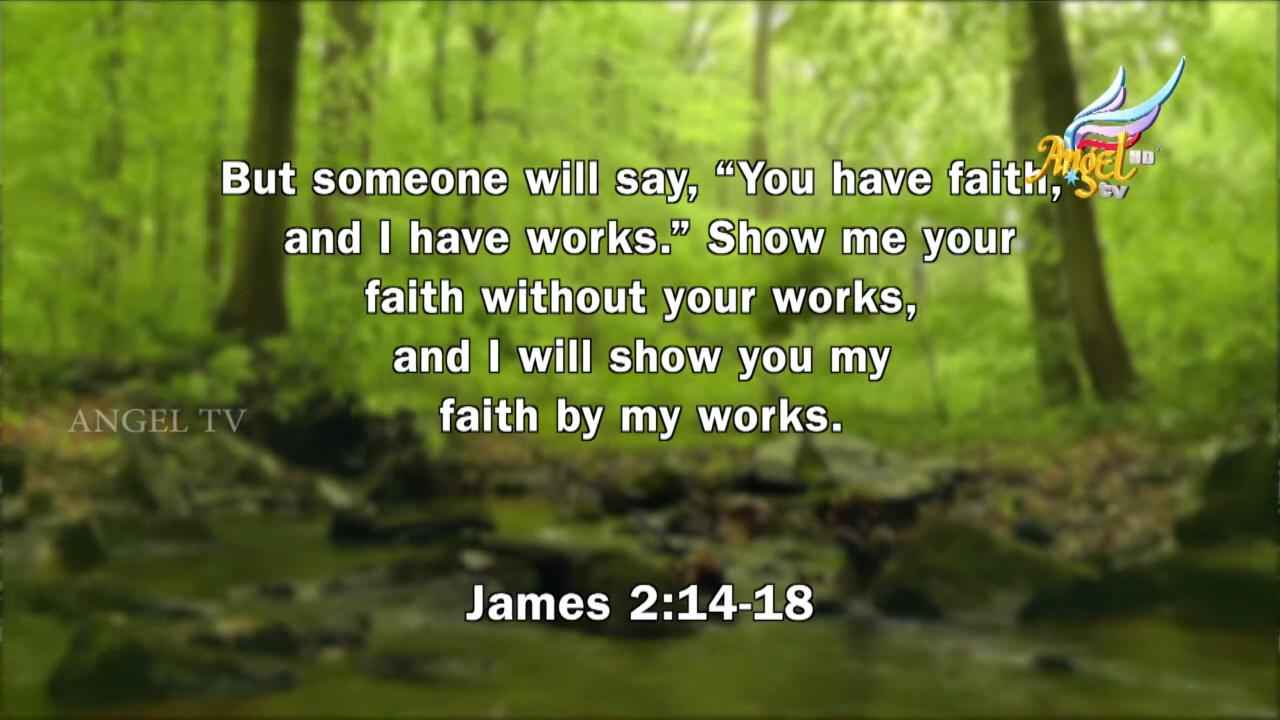 But someone will say, “You have faith,
and I have works.” Show me your
faith without your works,
and I will show you my
faith by my works.
James 2:14-18
ANGEL TV
Angel HD
tv